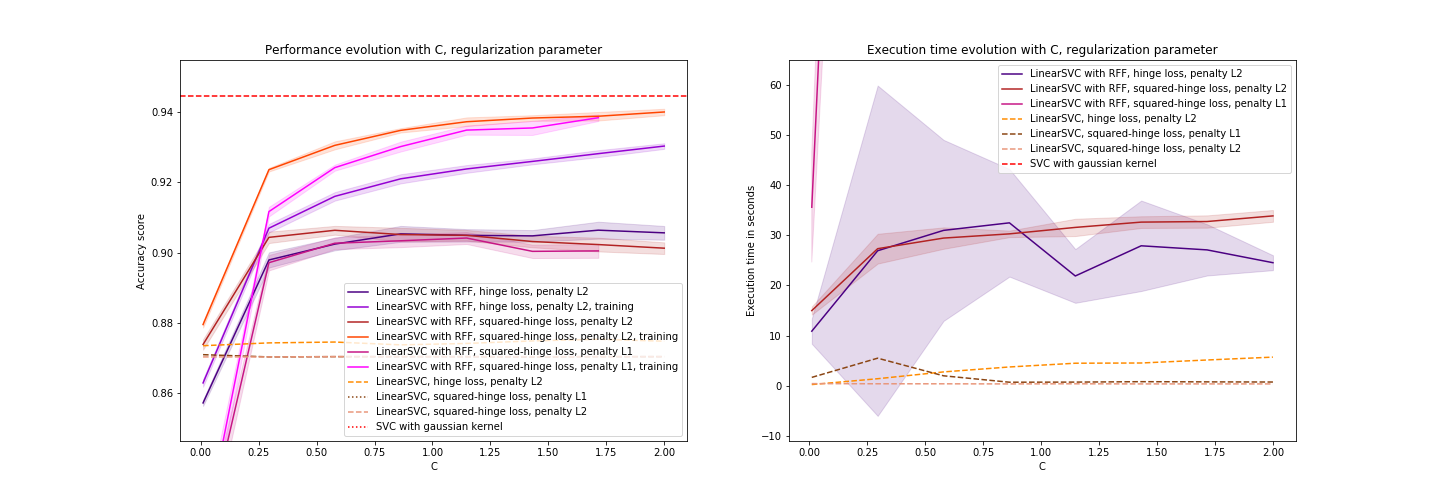 Performance evolution with C, regularization parameter
Accuracy score
0.94
0.92
0.90
0.88
0.86
LinearSVC with RFF, hinge loss, penalty L2
LinearSVC with RFF, hinge loss, penalty L2, training
LinearSVC with RFF, squared-hinge loss, penalty L2
LinearSVC with RFF, squared-hinge loss, penalty L2, training
LinearSVC with RFF, squared-hinge loss, penalty L1
LinearSVC with RFF, squared-hinge loss, penalty L1, training
LinearSVC, hinge loss, penalty L2
LinearSVC, squared-hinge loss, penalty L1
LinearSVC, squared-hinge loss, penalty L2
SVC with gaussian kernel
0.00 0.25 0.50 0.75 1.00 1.25 1.50 1.75 2.00
C
Execution time evolution with C, regularization parameter
Execution time in seconds
60
50
40
30
20
10
0
−10
LinearSVC with RFF, hinge loss, penalty L2
LinearSVC with RFF, squared-hinge loss, penalty L2
LinearSVC with RFF, squared-hinge loss, penalty L1
LinearSVC, hinge loss, penalty L2
LinearSVC, squared-hinge loss, penalty L1
LinearSVC, squared-hinge loss, penalty L2
SVC with gaussian kernel
0.00 0.25 0.50 0.75 1.00 1.25 1.50 1.75 2.00
C